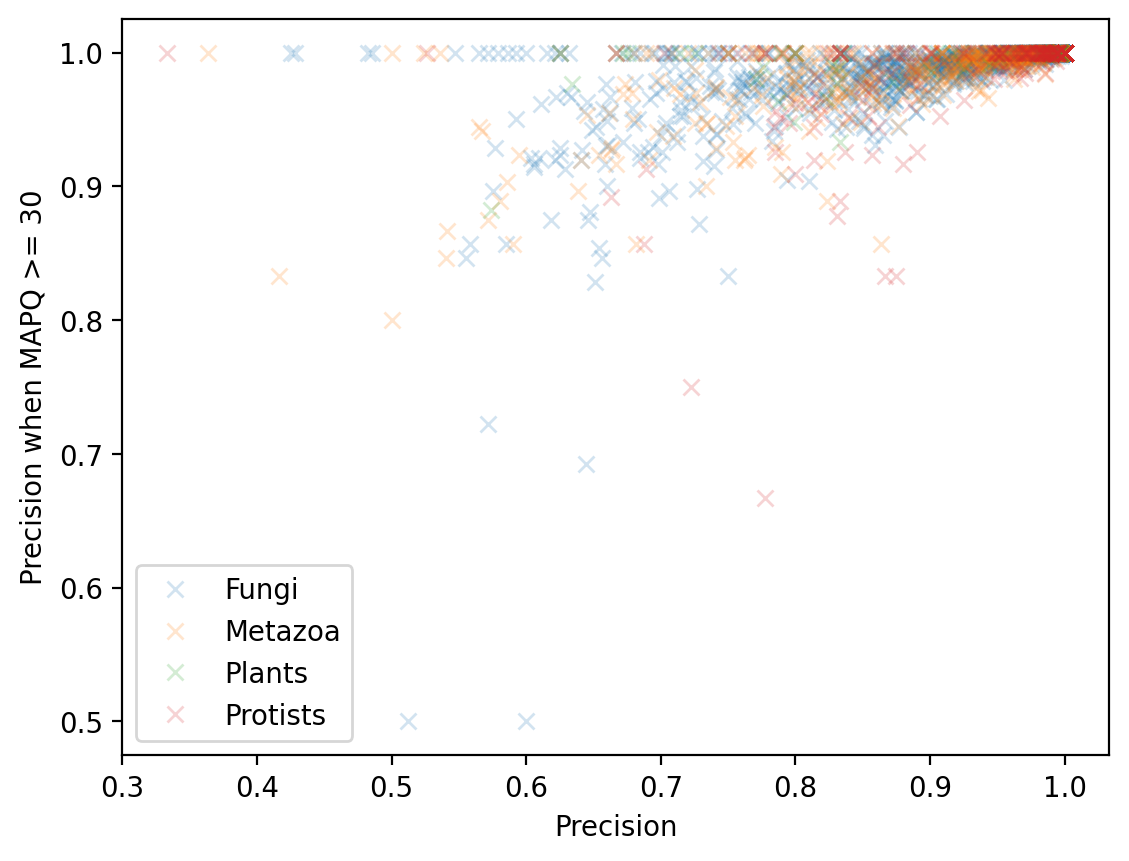 Precision when MAPQ >= 30
1.0
0.9
0.8
0.7
0.6
0.5
Fungi
Metazoa
Plants
Protists
0.3 0.4 0.5 0.6 0.7 0.8 0.9 1.0
Precision